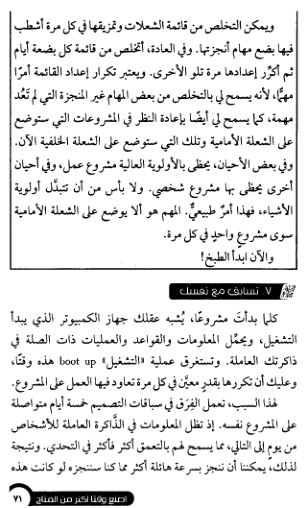 ويمكن التخلص من قائمة الشعلات وتمزيقها في كل مرة أشطب
فيها بضع مهام أنجزتها. وفي العادة، أتخلص من قائمة كل بضعة أيام
ثم أكرِّر إعدادها مرة تلو الأخرى. ويعتبر تكرار إعداد القائمة أمرًا
مهمًّا، لأنه يسمح لي بالتخلص من بعض المهام غير المنجزة التي لم تَعُد
مهمة، كما يسمح لي أيضًا بإعادة النظر في المشروعات التي ستوضع
على الشعلة الأمامية وتلك التي ستوضع على الشعلة الخلفية الآن.
وفي بعض الأحيان، يحظى بالأولوية العالية مشروع عمل، وفي أحيان
أخرى يحظى بها مشروع شخصي. ولا بأس من أن تتبدَّل أولوية
الأشياء، فهذا أمرٌ طبيعيٌّ. المهم هو ألا يوضع على الشعلة الأمامية
سوى مشروعٍ واحدٍ في كل مرة.
والآن ابدأ الطبخ!
٧. تسابق مع نفسك
كلما بدأتَ مشروعًا، يُشبه عقلك جهاز الكمبيوتر الذي يبدأ
التشغيل، ويحمِّل المعلومات والقواعد والعمليات ذات الصلة في
ذاكرتك العاملة. وتستغرق عملية «التشغيل» boot up هذه وقتًا،
وعليك أن تكررها بقدرٍ معيَّن في كل مرة تعاود فيها العمل على المشروع.
لهذا السبب، تعمل الفِرَق في سباقات التصميم خمسة أيام متواصلة
على المشروع نفسه. إذ تظل المعلومات في الذَّاكرة العاملة للأشخاص
من يومٍ إلى التالي، مما يسمح لهم بالتعمق أكثر فأكثر في التحدي. ونتيجة
لذلك، يمكننا أن ننجز بسرعة هائلة أكثر مما كنا سننجزه لو كانت هذه
٧١ اصنع وقتًا أكثر من المتاح